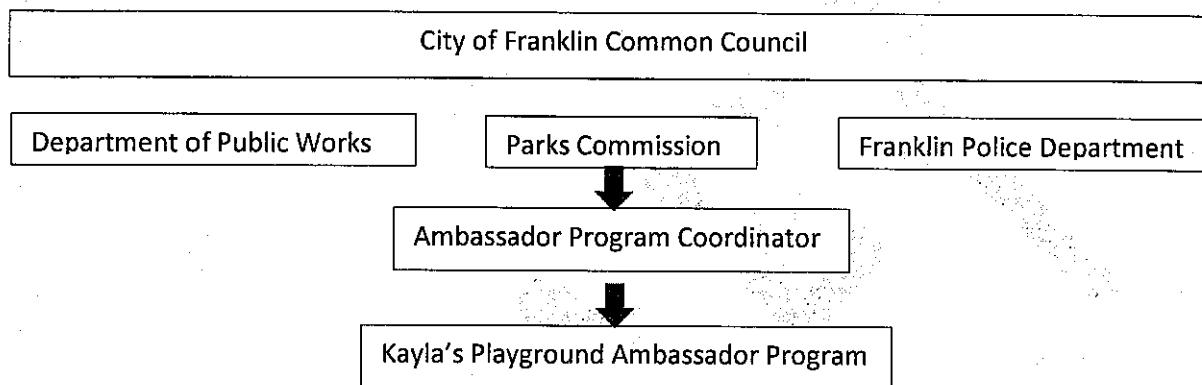 City of Franklin Common Council
Department of Public Works
Parks Commission
Franklin Police Department
Ambassador Program Coordinator
Kayla's Playground Ambassador Program